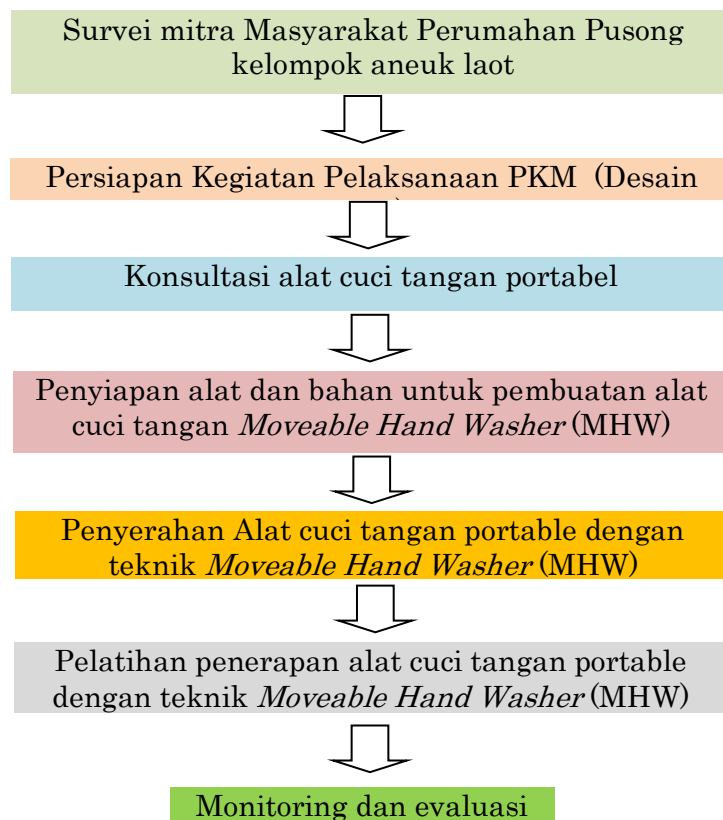 Survei mitra Masyarakat Perumahan Pusong
kelompok aneuk laot
Persiapan Kegiatan Pelaksanaan PKM (Desain
Konsultasi alat cuci tangan portabel
Penyiapan alat dan bahan untuk pembuatan alat
cuci tangan Moveable Hand Washer (MHW)
Penyerahan Alat cuci tangan portable dengan
teknik Moveable Hand Washer (MHW)
Pelatihan penerapan alat cuci tangan portable
dengan teknik Moveable Hand Washer (MHW)
Monitoring dan evaluasi